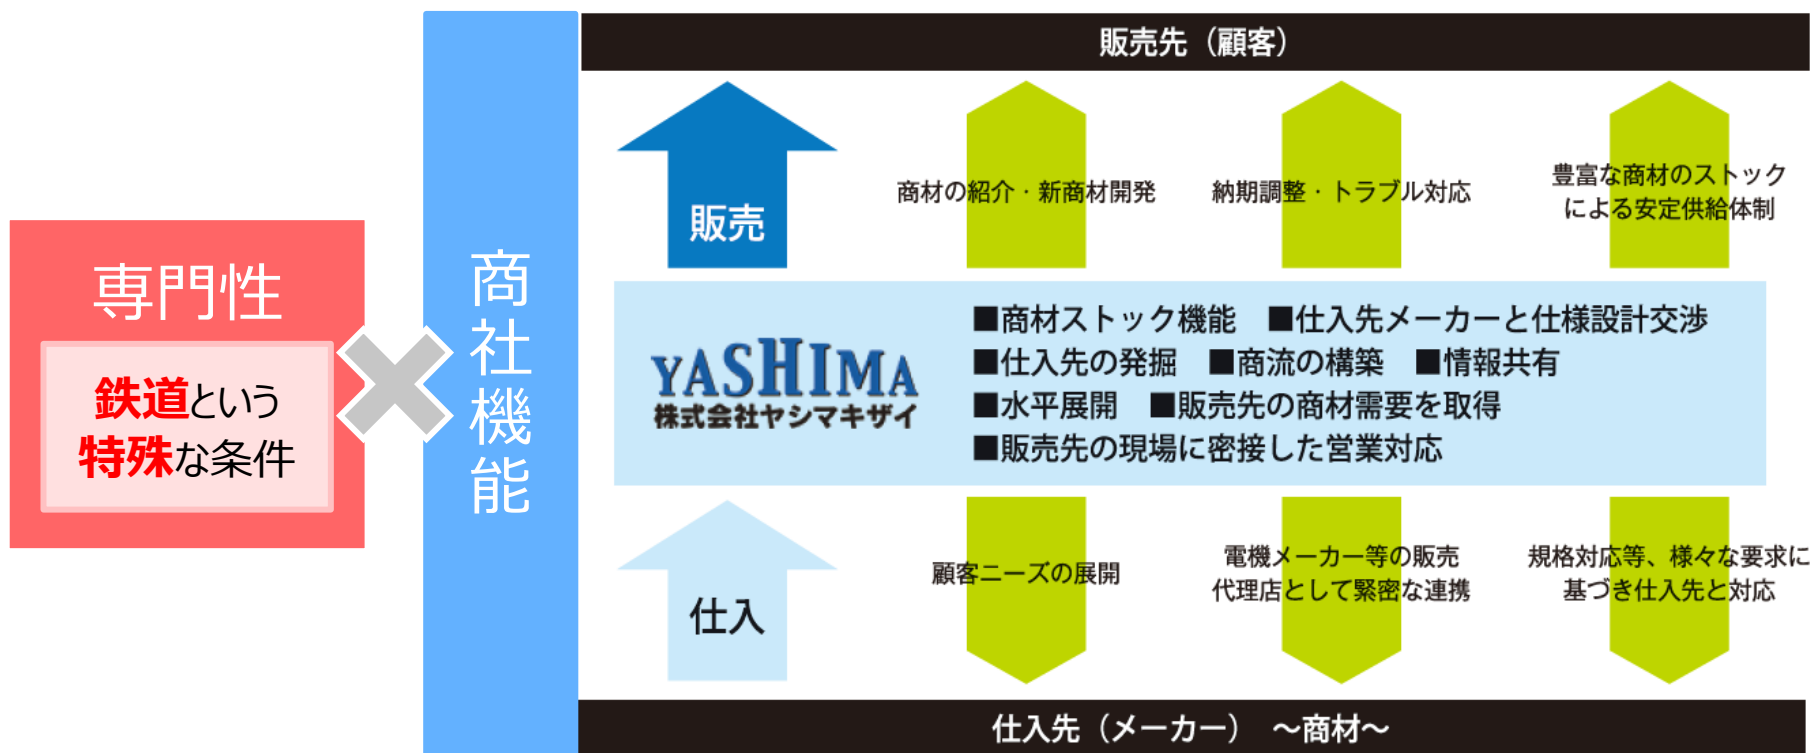 専門性
鉄道という
特殊な条件
商社機能
販売先（顧客）
販売
商材の紹介・新商材開発
納期調整・トラブル対応
豊富な商材のストック
による安定供給体制
YASHIMA
株式会社ヤシマキザイ
■商材ストック機能　■仕入先メーカーと仕様設計交渉
■仕入先の発掘　■商流の構築　■情報共有
■水平展開　■販売先の商材需要を取得
■販売先の現場に密接した営業対応
仕入
顧客ニーズの展開
電機メーカー等の販売
代理店として緊密な連携
規格対応等、様々な要求に
基づき仕入先と対応
仕入先（メーカー）　～商材～